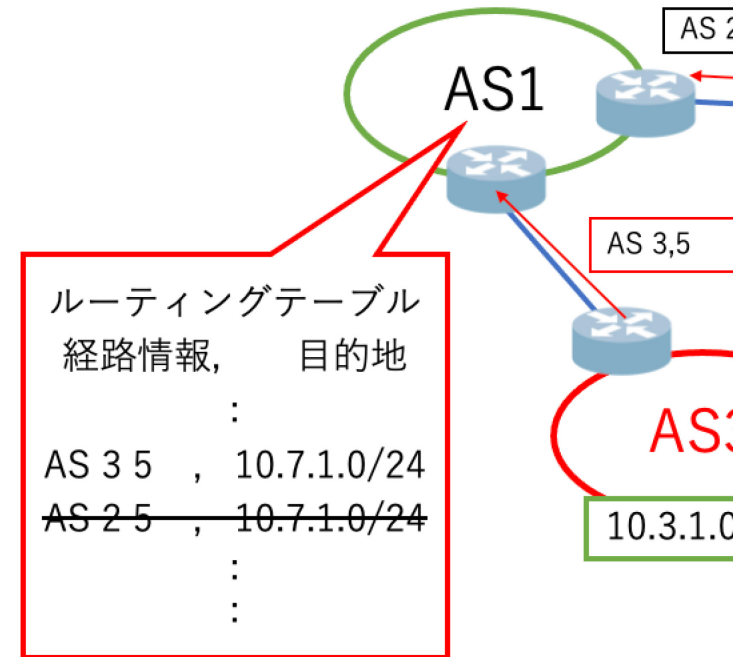 AS1
AS 2
AS 3,5
ルーティングテーブル
経路情報,　　目的地
:
AS 3 5　,　10.7.1.0/24
AS 2 5　,　10.7.1.0/24
:
:
AS3
10.3.1.0